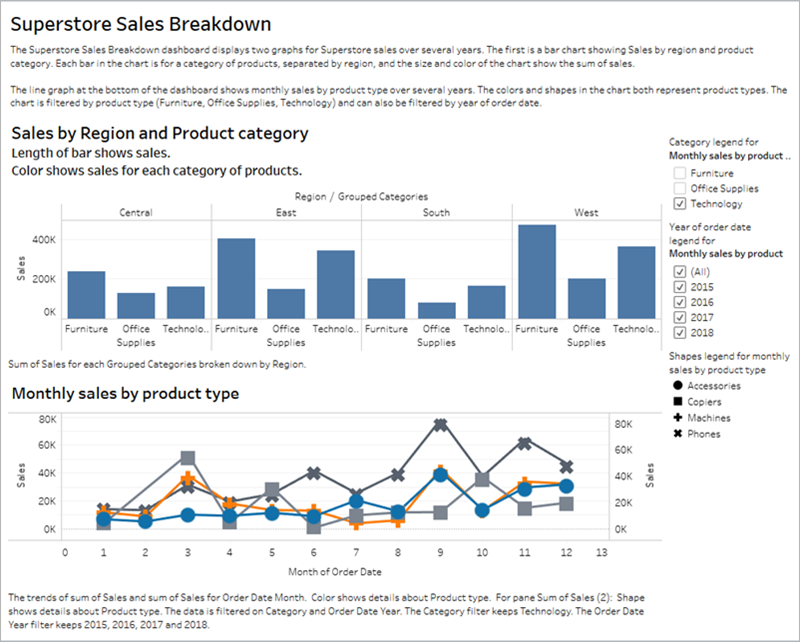 Superstore Sales Breakdown
The Superstore Sales Breakdown dashboard displays two graphs for Superstore sales over several years. The first is a bar chart showing Sales by region and product
category. Each bar in the chart is for a category of products, separated by region, and the size and color of the chart show the sum of sales.
The line graph at the bottom of the dashboard shows monthly sales by product type over several years. The colors and shapes in the chart both represent product types. The
chart is filtered by product type (Furniture, Office Supplies, Technology) and can also be filtered by year of order date.
Sales by Region and Product category
Length of bar shows sales.
Color shows sales for each category of products.
Region / Grouped Categories
Central East South West
Sales
400K
200K
0K
Furniture Office Technolo.. Furniture Office Technolo.. Furniture Office Technolo.. Furniture Office Technolo..
Supplies Supplies Supplies Supplies
Sum of Sales for each Grouped Categories broken down by Region.
Category legend for
Monthly sales by product ..
Furniture
Office Supplies
Technology
Year of order date
legend for
Monthly sales by product
(All)
2015
2016
2017
2018
Shapes legend for monthly
sales by product type
Accessories
Copiers
Machines
Phones
Monthly sales by product type
Sales
80K
60K
40K
20K
0K
80K
60K
40K
20K
0K
Sales
0 1 2 3 4 5 6 7 8 9 10 11 12 13
Month of Order Date
The trends of sum of Sales and sum of Sales for Order Date Month. Color shows details about Product type. For pane Sum of Sales (2): Shape
shows details about Product type. The data is filtered on Category and Order Date Year. The Category filter keeps Technology. The Order Date
Year filter keeps 2015, 2016, 2017 and 2018.